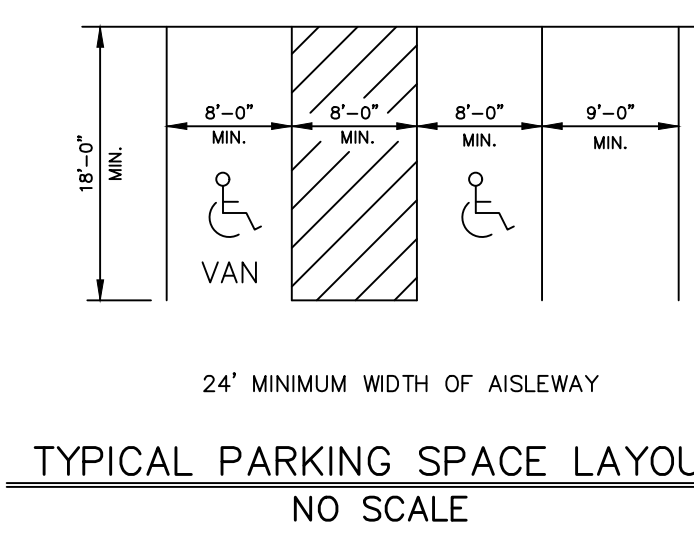 8'-0" 8'-0" 8'-0" 9'-0"
MIN. MIN. MIN. MIN.
18'-0"
MIN.
VAN
24' MINIMUM WIDTH OF AISLEWAY
TYPICAL PARKING SPACE LAYOU
NO SCALE